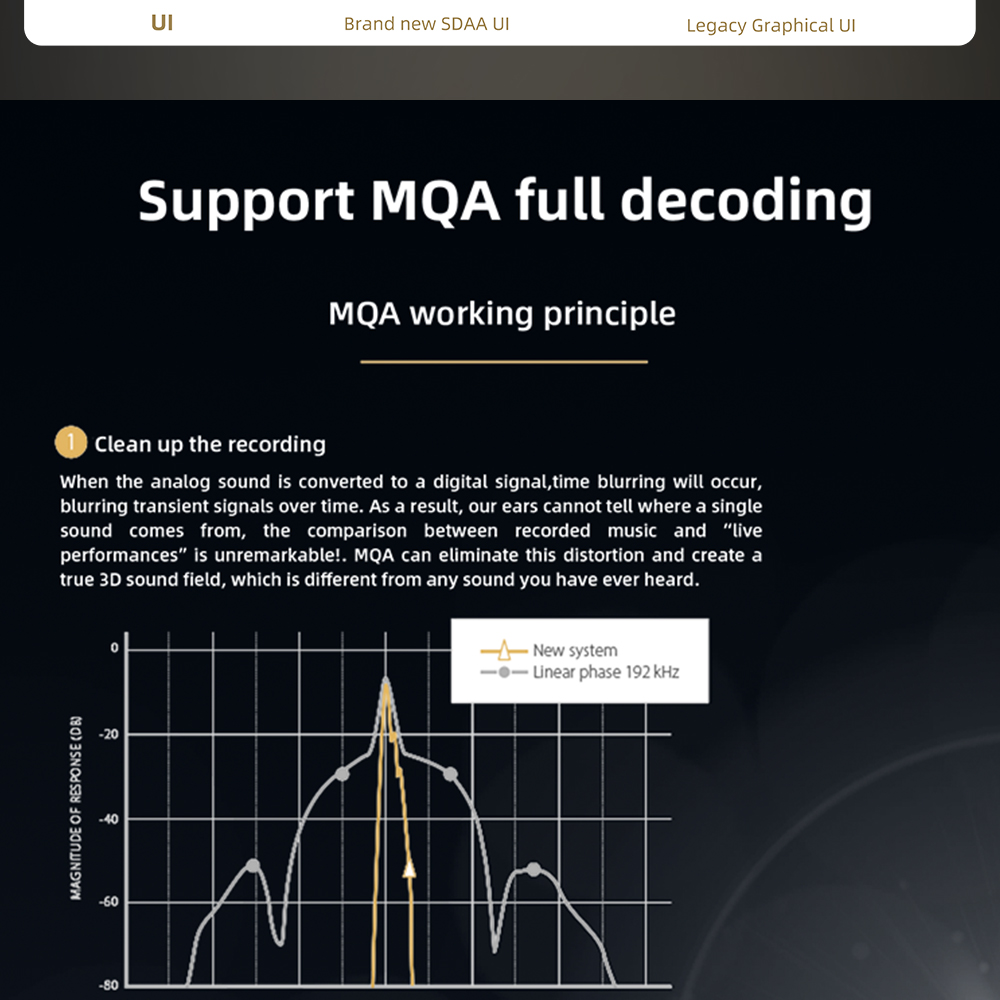 UI Brand new SDAA UI Legacy Graphical UI
Support MQA full decoding
MQA working principle
1 Clean up the recording
When the analog sound is converted to a digital signal,time blurring will occur,
blurring transient signals over time. As a result, our ears cannot tell where a single
sound comes from, the comparison between recorded music and “live
performances” is unremarkable!. MQA can eliminate this distortion and create a
true 3D sound field, which is different from any sound you have ever heard.
New system
Linear phase 192 kHz
MAGNITUDE OF RESPONSE (DB)
0
-20
-40
-60
-80